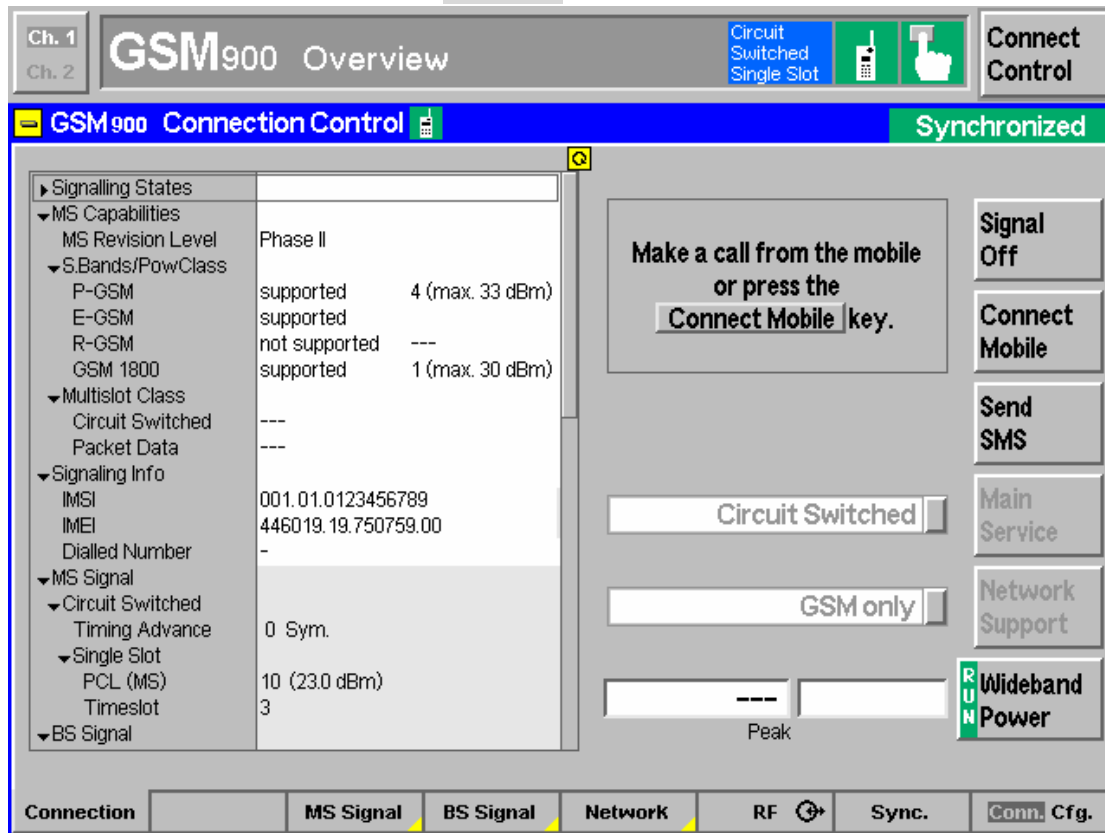 Ch. 1
Ch. 2
GSM900 Overview
Circuit
Switched
Single Slot
Connect
Control
GSM 900 Connection Control
Synchronized
Signalling States
MS Capabilities
MS Revision Level Phase II
S.Bands/PowClass
P-GSM supported 4 (max. 33 dBm)
E-GSM supported
R-GSM not supported ---
GSM 1800 supported 1 (max. 30 dBm)
Multislot Class
Circuit Switched ---
Packet Data ---
Signaling Info
IMSI 001.01.0123456789
IMEI 446019.19.750759.00
Dialled Number -
MS Signal
Circuit Switched
Timing Advance 0 Sym.
Single Slot
PCL (MS) 10 (23.0 dBm)
Timeslot 3
BS Signal
Make a call from the mobile
or press the
Connect Mobile key.
Circuit Switched
GSM only
---
Peak
Signal
Off
Connect
Mobile
Send
SMS
Main
Service
Network
Support
RUN
Wideband
Power
Connection MS Signal BS Signal Network RF Sync. Conn. Cfg.